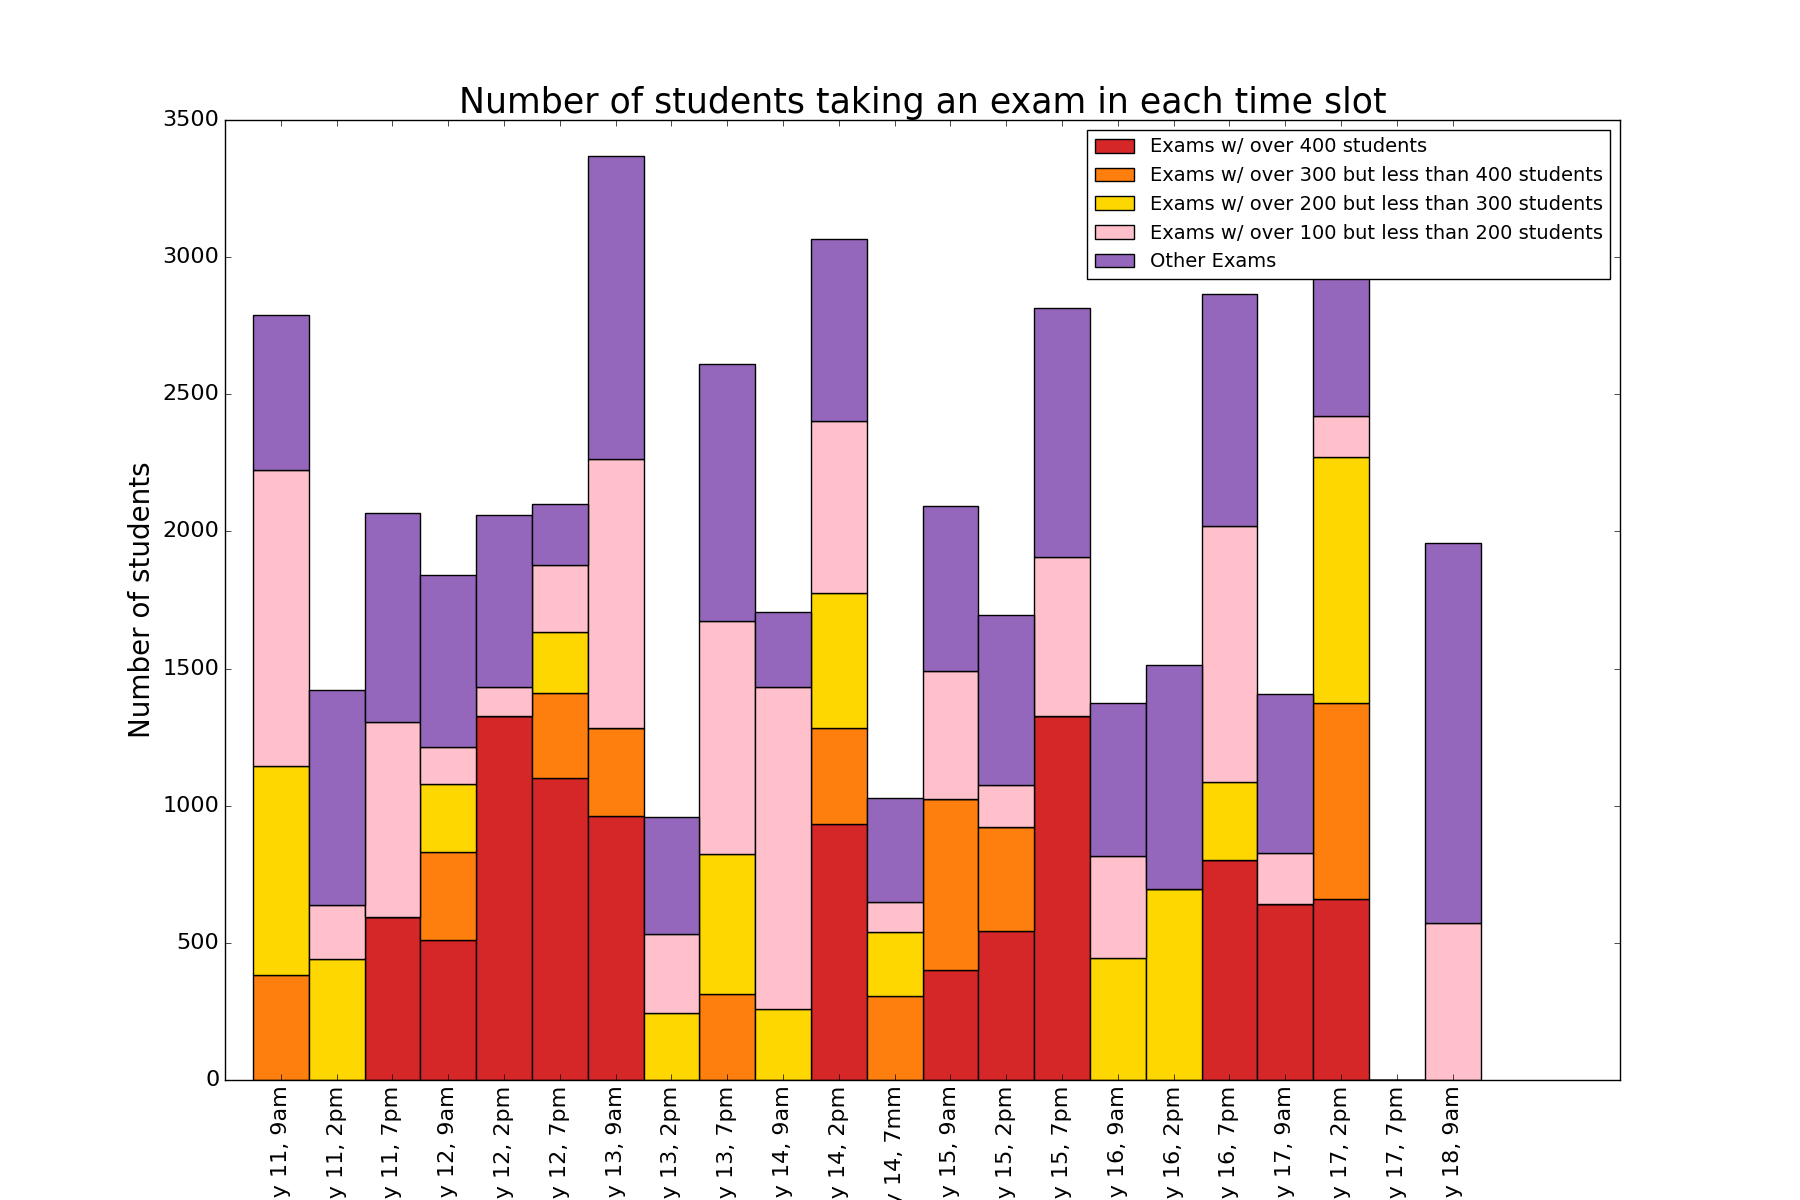 Number of students taking an exam in each time slot
3500
3000
2500
2000
1500
1000
500
0
Number of students
Exams w/ over 400 students
Exams w/ over 300 but less than 400 students
Exams w/ over 200 but less than 300 students
Exams w/ over 100 but less than 200 students
Other Exams
y 11, 9am
y 11, 2pm
y 11, 7pm
y 12, 9am
y 12, 2pm
y 12, 7pm
y 13, 9am
y 13, 2pm
y 13, 7pm
y 14, 9am
y 14, 2pm
y 14, 7mm
y 15, 9am
y 15, 2pm
y 15, 7pm
y 16, 9am
y 16, 2pm
y 16, 7pm
y 17, 9am
y 17, 2pm
y 17, 7pm
y 18, 9am